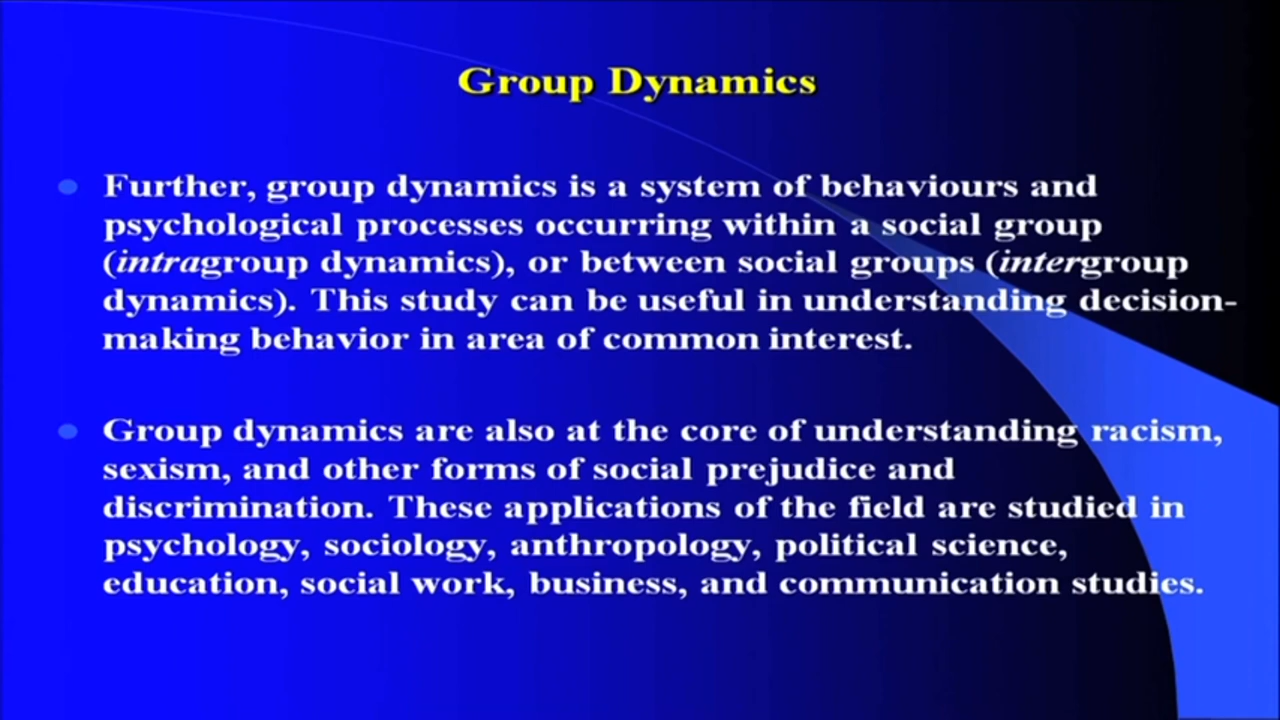 Group Dynamics
Further, group dynamics is a system of behaviours and
psychological processes occurring within a social group
(intragroup dynamics), or between social groups (intergroup
dynamics). This study can be useful in understanding decision-
making behavior in area of common interest.
Group dynamics are also at the core of understanding racism,
sexism, and other forms of social prejudice and
discrimination. These applications of the field are studied in
psychology, sociology, anthropology, political science,
education, social work, business, and communication studies.